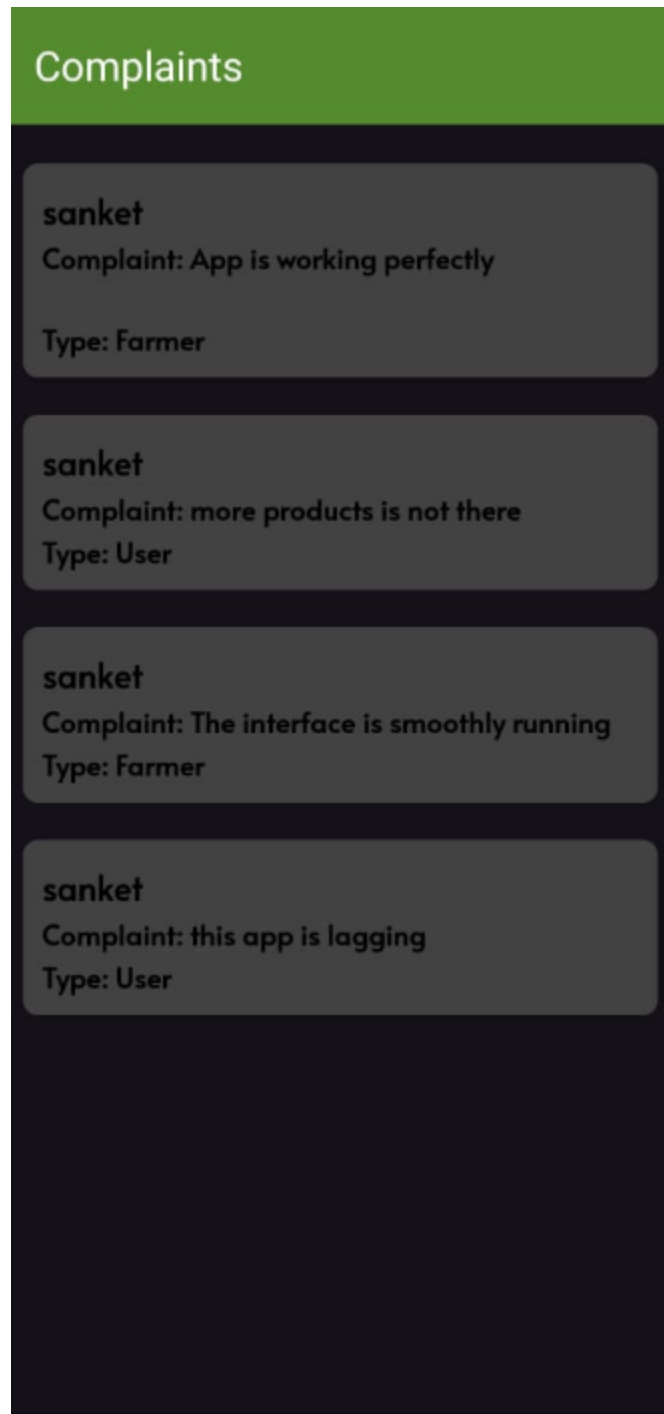 Complaints
sanket
Complaint: App is working perfectly
Type: Farmer
sanket
Complaint: more products is not there
Type: User
sanket
Complaint: The interface is smoothly running
Type: Farmer
sanket
Complaint: this app is lagging
Type: User